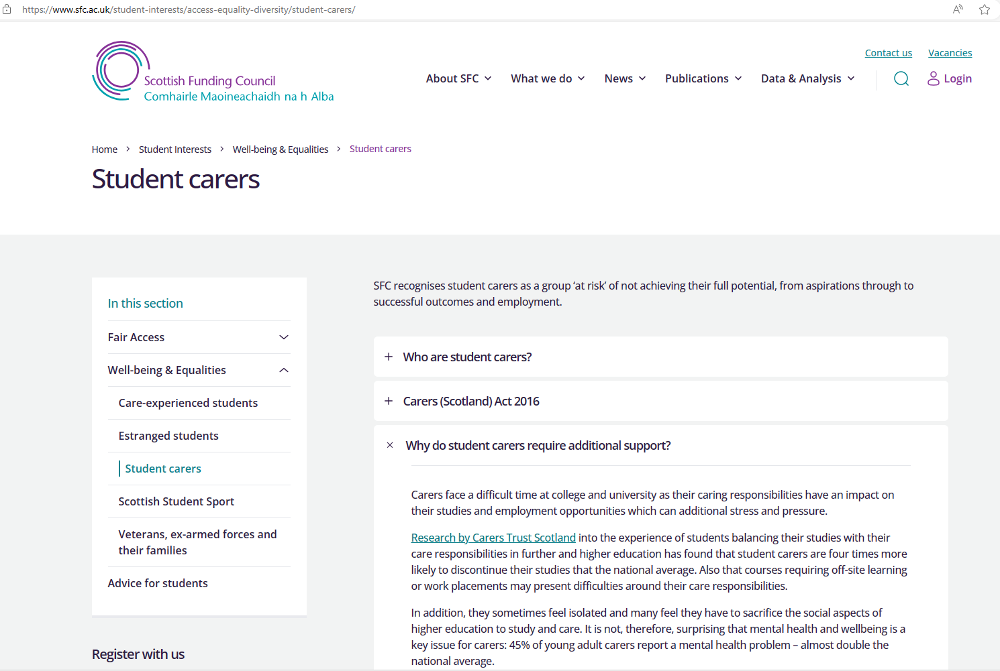 https://www.sfc.ac.uk/student-interests/access-equality-diversity/student-carers/
Contact us Vacancies
Scottish Funding Council
Comhairle Maoineachaidh na h Alba
About SFC What we do News Publications Data & Analysis Login
Home > Student Interests > Well-being & Equalities > Student carers
Student carers
In this section
Fair Access
Well-being & Equalities
Care-experienced students
Estranged students
Student carers
Scottish Student Sport
Veterans, ex-armed forces and
their families
Advice for students
Register with us
SFC recognises student carers as a group ‘at risk’ of not achieving their full potential, from aspirations through to
successful outcomes and employment.
Who are student carers?
Carers (Scotland) Act 2016
Why do student carers require additional support?
Carers face a difficult time at college and university as their caring responsibilities have an impact on
their studies and employment opportunities which can additional stress and pressure.
Research by Carers Trust Scotland into the experience of students balancing their studies with their
care responsibilities in further and higher education has found that student carers are four times more
likely to discontinue their studies that the national average. Also that courses requiring off-site learning
or work placements may present difficulties around their care responsibilities.
In addition, they sometimes feel isolated and many feel they have to sacrifice the social aspects of
higher education to study and care. It is not, therefore, surprising that mental health and wellbeing is a
key issue for carers: 45% of young adult carers report a mental health problem – almost double the
national average.